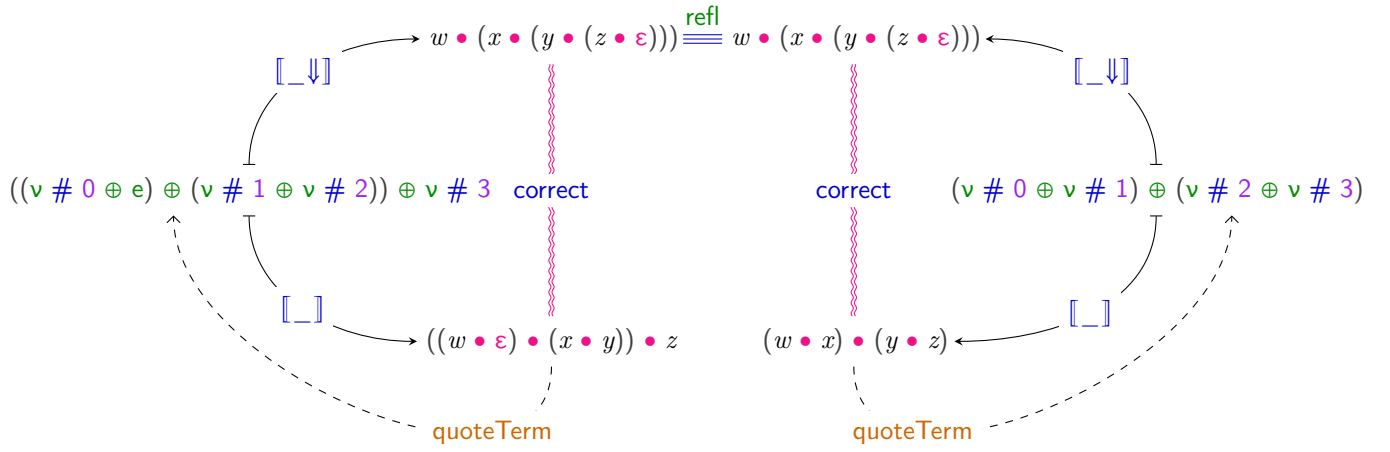 refl
w • (x • (y • (z • ε))) ≡ w • (x • (y • (z • ε)))
⟦_⇓⟧ ⟦_⇓⟧
((ν # 0 ⊕ e) ⊕ (ν # 1 ⊕ ν # 2)) ⊕ ν # 3 correct correct (ν # 0 ⊕ ν # 1) ⊕ (ν # 2 ⊕ ν # 3)
⟦_⟧ ⟦_⟧
((w • ε) • (x • y)) • z (w • x) • (y • z)
quoteTerm quoteTerm